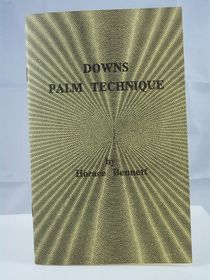 DOWNS
PALM TECHNIQUE
by
Horace Bennett